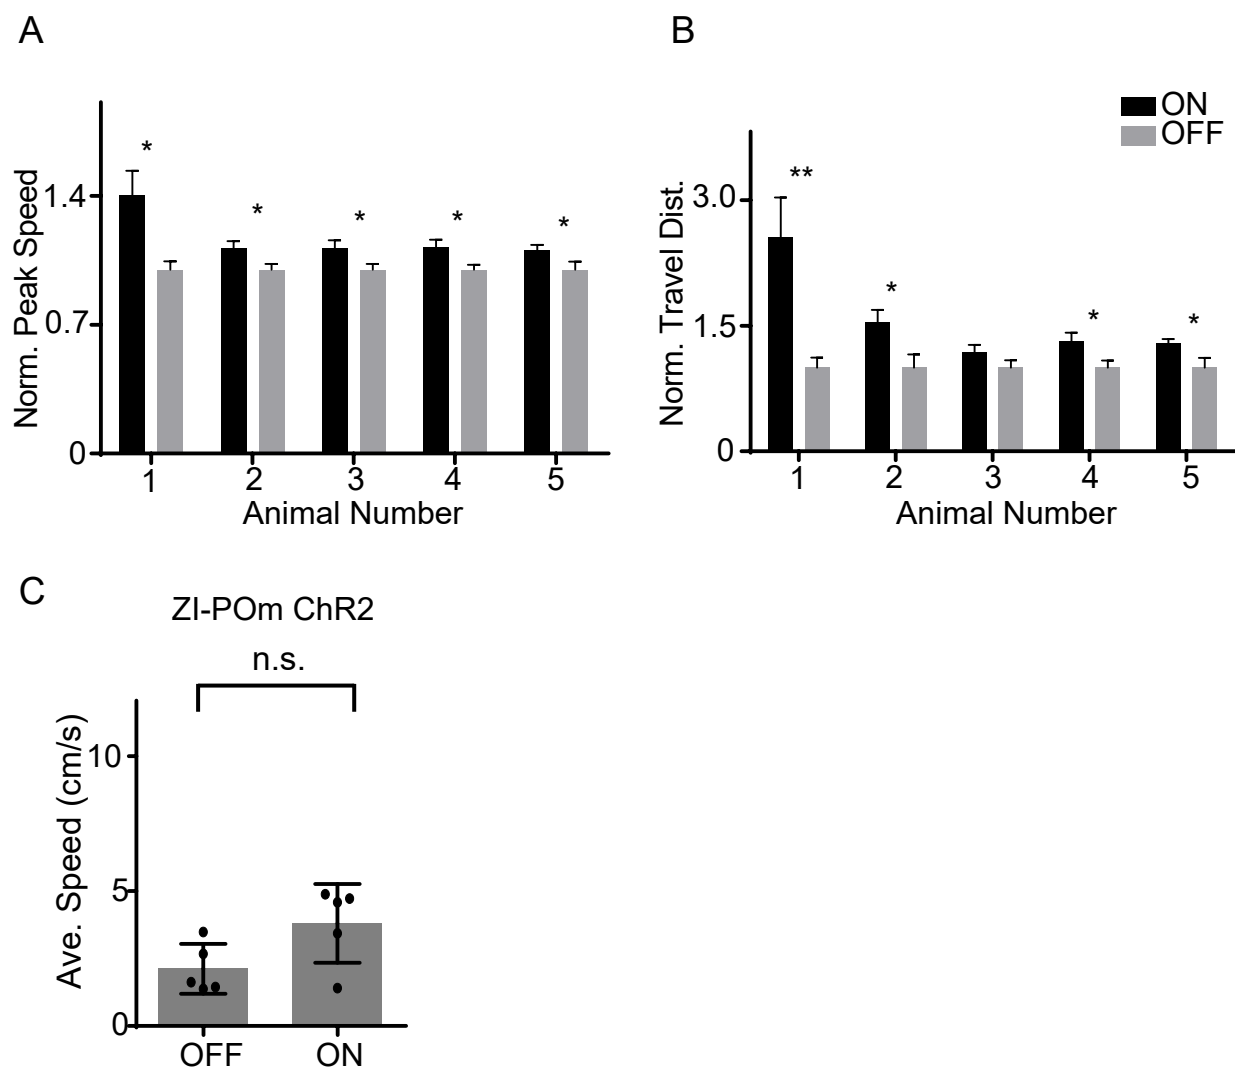 A
Norm. Peak Speed
1.4
0.7
0
*
*
*
*
*
1
2
3
4
5
Animal Number
B
ON
OFF
Norm. Travel Dist.
3.0
1.5
0
**
*
*
*
1
2
3
4
5
Animal Number
C
ZI-POm ChR2
n.s.
Ave. Speed (cm/s)
10
5
0
OFF
ON